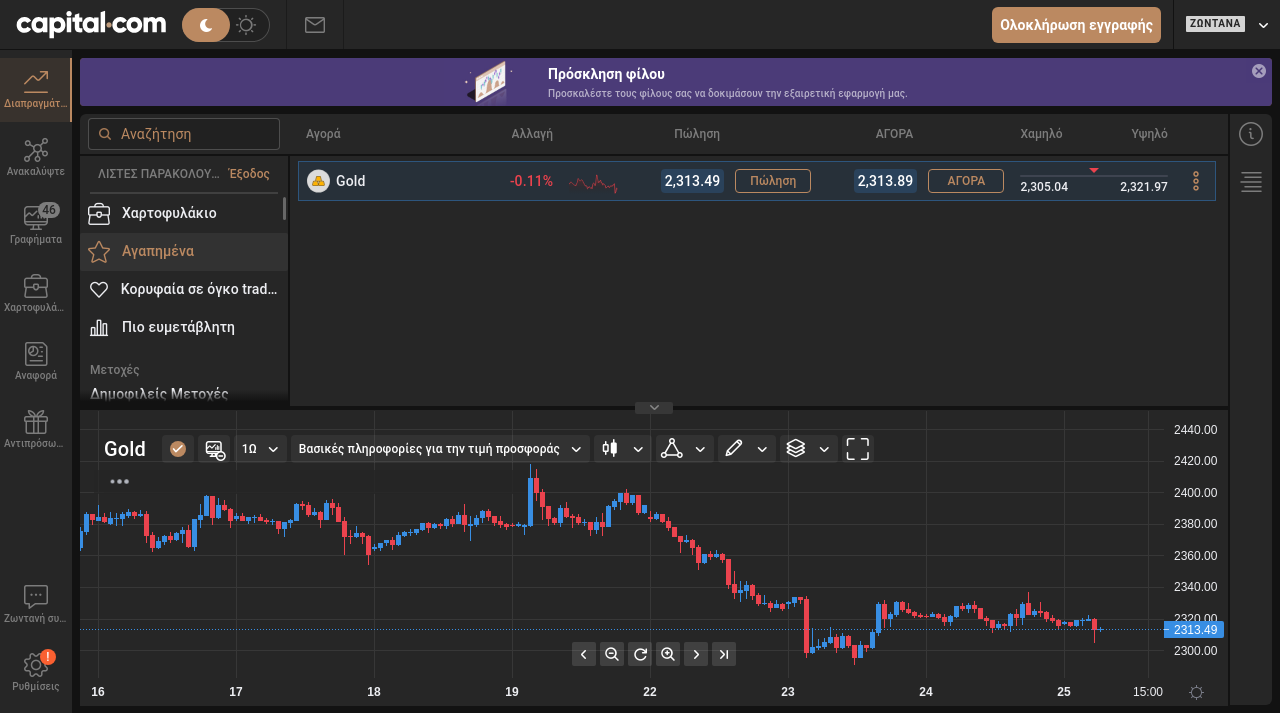 capital.com
Ολοκλήρωση εγγραφής
ΖΩΝΤΑΝΑ
Διαπραγμάτ...
Πρόσκληση φίλου
Προσκαλέστε τους φίλους σας να δοκιμάσουν την εξαιρετική εφαρμογή μας.
Αναζήτηση
Αγορά Αλλαγή Πώληση ΑΓΟΡΑ Χαμηλό Υψηλό
Ανακαλύψτε
ΛΙΣΤΕΣ ΠΑΡΑΚΟΛΟΥ... Έξοδος
Gold -0.11% 2,313.49 Πώληση 2,313.89 ΑΓΟΡΑ 2,305.04 2,321.97
46
Γραφήματα
Χαρτοφυλάκιο
Αγαπημένα
Κορυφαία σε όγκο trad...
Πιο ευμετάβλητη
Χαρτοφυλά...
Μετοχές
Δημοφιλείς Μετοχές
Αναφορά
Αντιπρόσω...
Gold 1Ω Βασικές πληροφορίες για την τιμή προσφοράς
2440.00
2420.00
2400.00
2380.00
2360.00
2340.00
2320.00
2313.49
2300.00
Ζωντανή συ...
!
Ρυθμίσεις
16 17 18 19 22 23 24 25 15:00